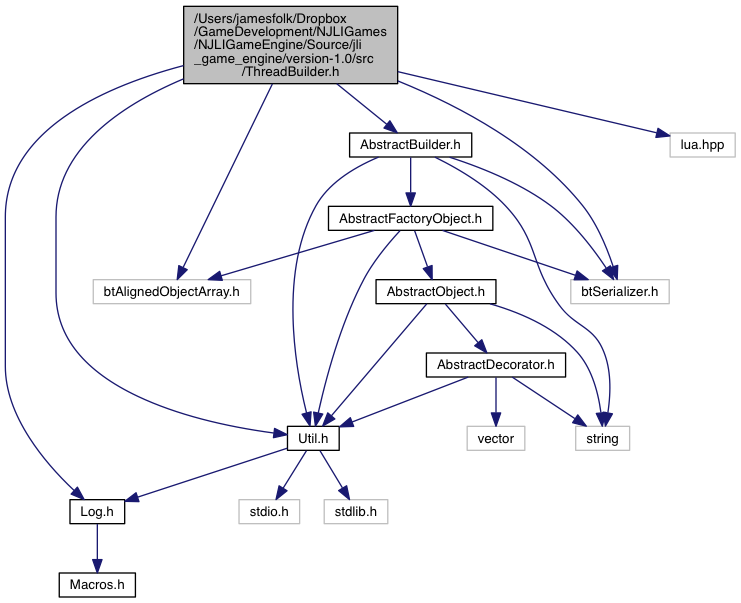 /Users/jamesfolk/Dropbox
/GameDevelopment/NJLIGames
/NJLIGameEngine/Source/jli
_game_engine/version-1.0/src
/ThreadBuilder.h
AbstractBuilder.h
lua.hpp
AbstractFactoryObject.h
btAlignedObjectArray.h
AbstractObject.h
btSerializer.h
AbstractDecorator.h
Util.h
vector
string
Log.h
stdio.h
stdlib.h
Macros.h